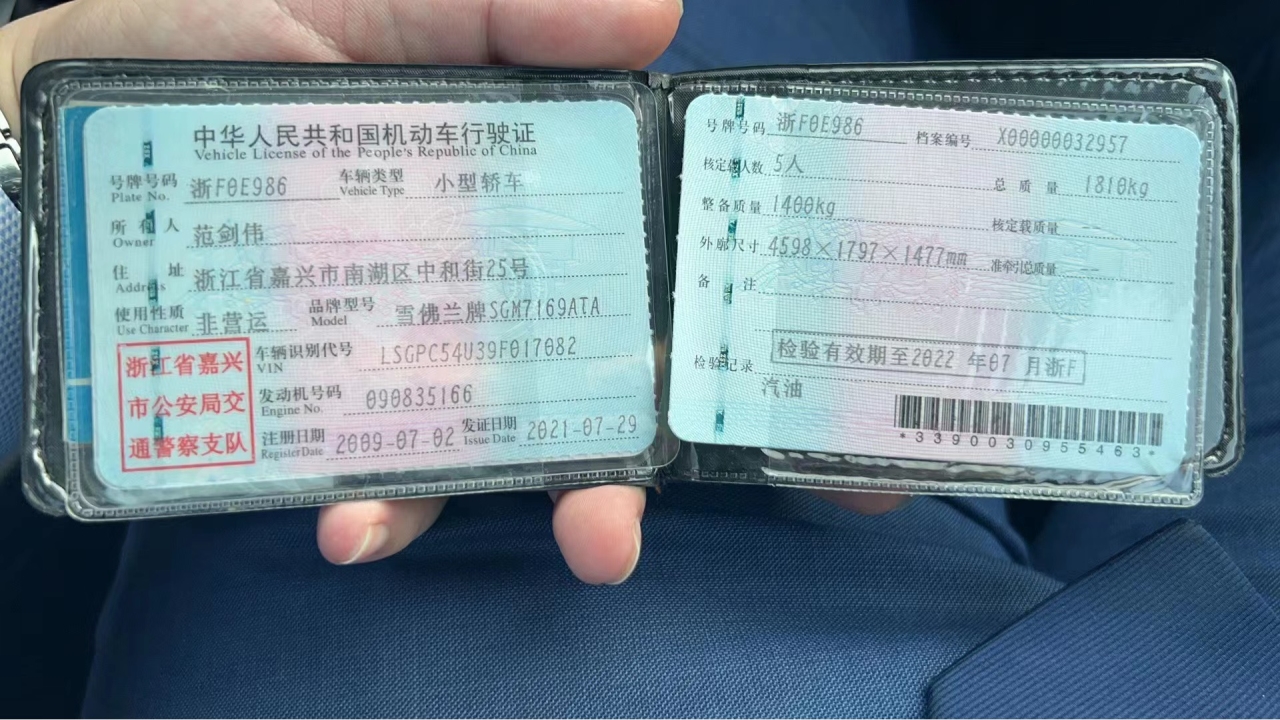 中华人民共和国机动车行驶证
Vehicle License of the People's Republic of China
号牌号码 浙F0E986 车辆类型 小型轿车
Plate No. Vehicle Type
所有人 范剑伟
Owner
住址 浙江省嘉兴市南湖区中和街25号
Address
使用性质 非营运 品牌型号 雪佛兰牌SGM7169ATA
Use Character Model
浙江省嘉兴
市公安局交
通警察支队
车辆识别代号 LSGPC54U39F017082
VIN
发动机号码 090835166
Engine No.
注册日期 2009-07-02 发证日期 2021-07-29
Register Date Issue Date
号牌号码 浙F0E986 档案编号 X00000032957
核定载人数 5人 总质量 1810kg
整备质量 1400kg 核定载质量
外廓尺寸 4598×1797×1477mm 准牵引总质量 --
备注
检验记录 检验有效期至2022 年07 月浙F
汽油
*3390030955463*